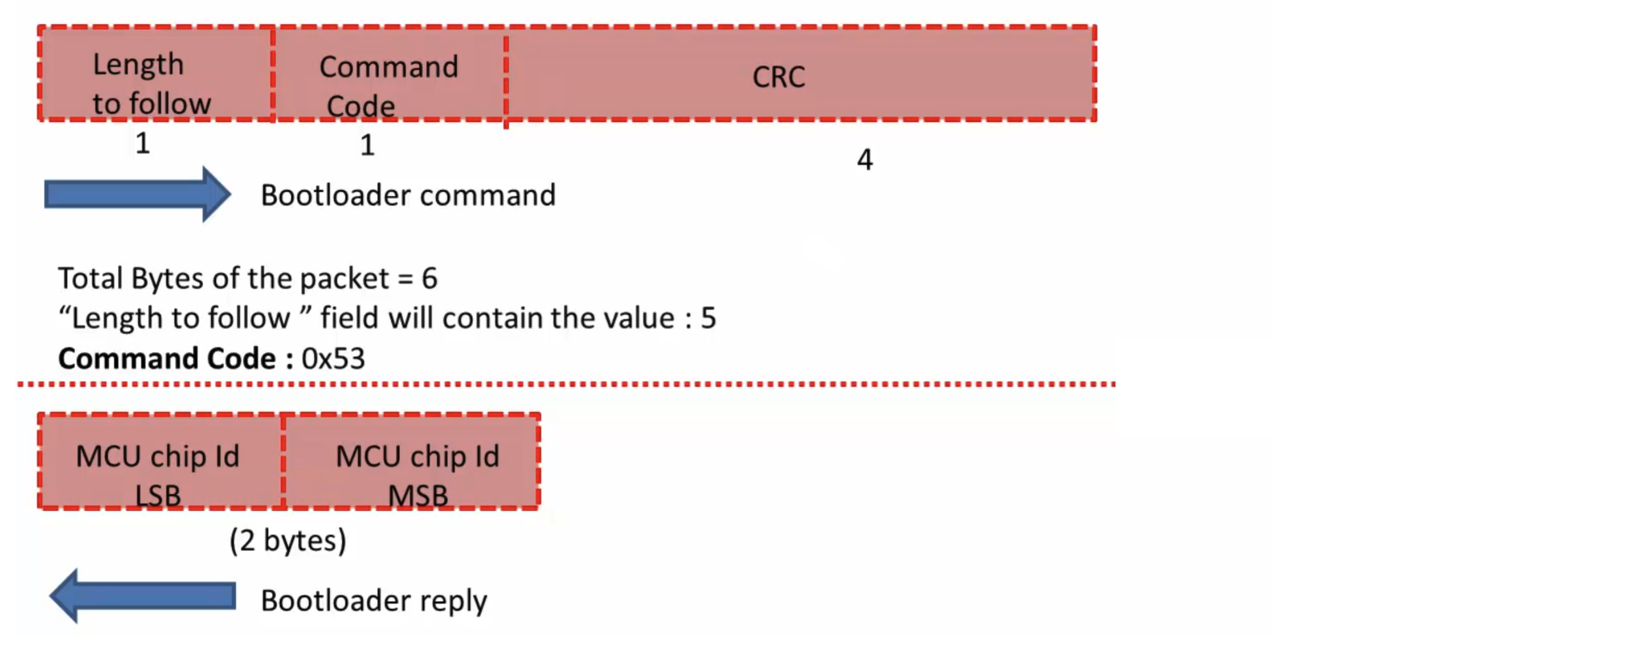 Length
to follow
Command
Code
CRC
1
1
4
Bootloader command
Total Bytes of the packet = 6
“Length to follow ” field will contain the value : 5
Command Code : 0x53
MCU chip Id
LSB
MCU chip Id
MSB
(2 bytes)
Bootloader reply